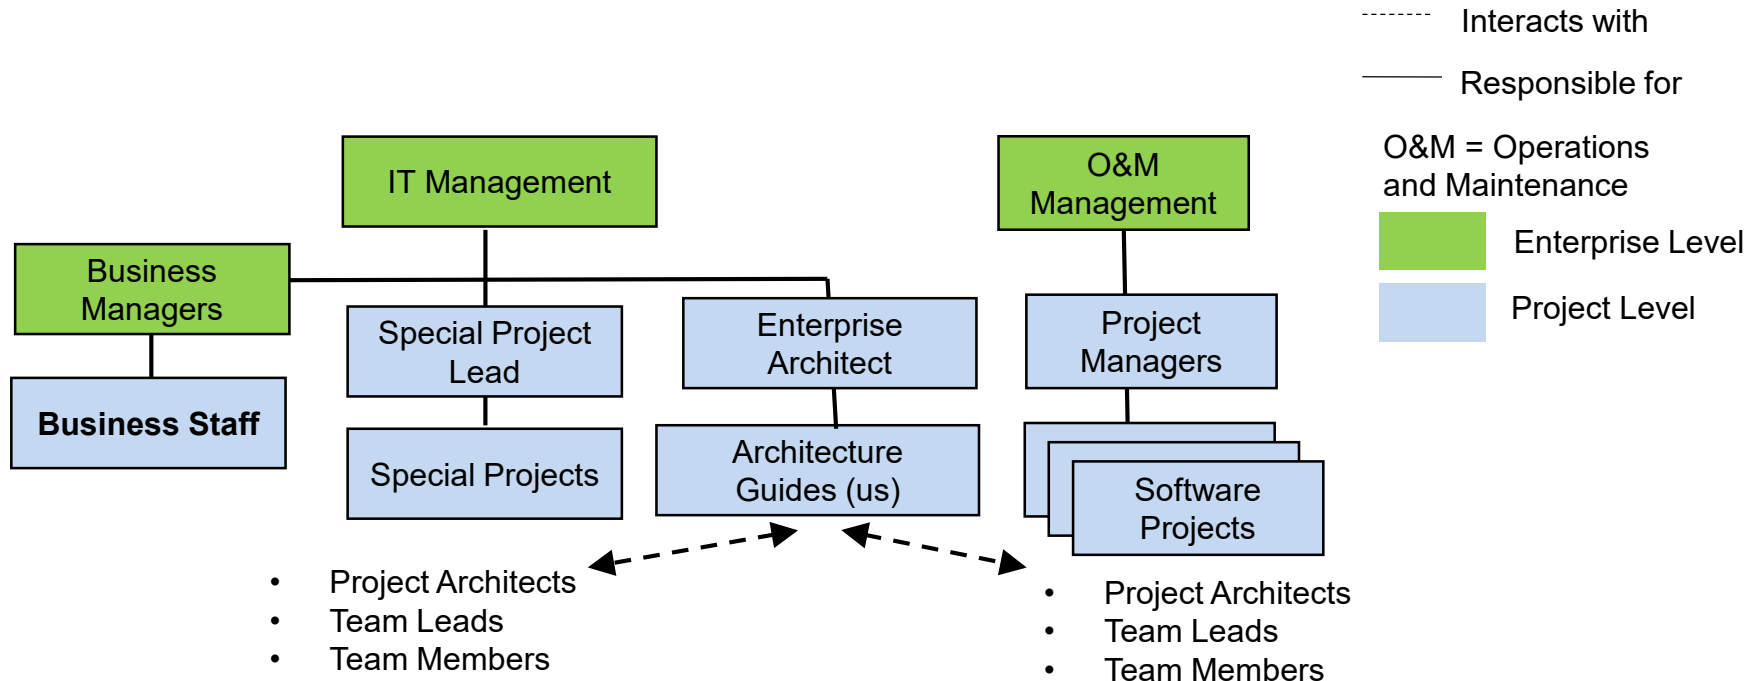 Interacts with
Responsible for
O&M = Operations
and Maintenance
Enterprise Level
Project Level
IT Management
O&M
Management
Business
Managers
Special Project
Lead
Enterprise
Architect
Project
Managers
Business Staff
Special Projects
Architecture
Guides (us)
Software
Projects
• Project Architects
• Team Leads
• Team Members
• Project Architects
• Team Leads
• Team Members